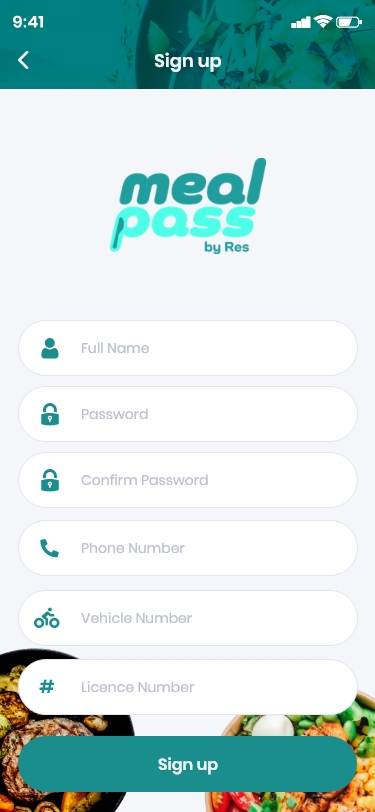 9:41
Sign up
meal
pass
by Res
Full Name
Password
Confirm Password
Phone Number
Vehicle Number
# Licence Number
Sign up